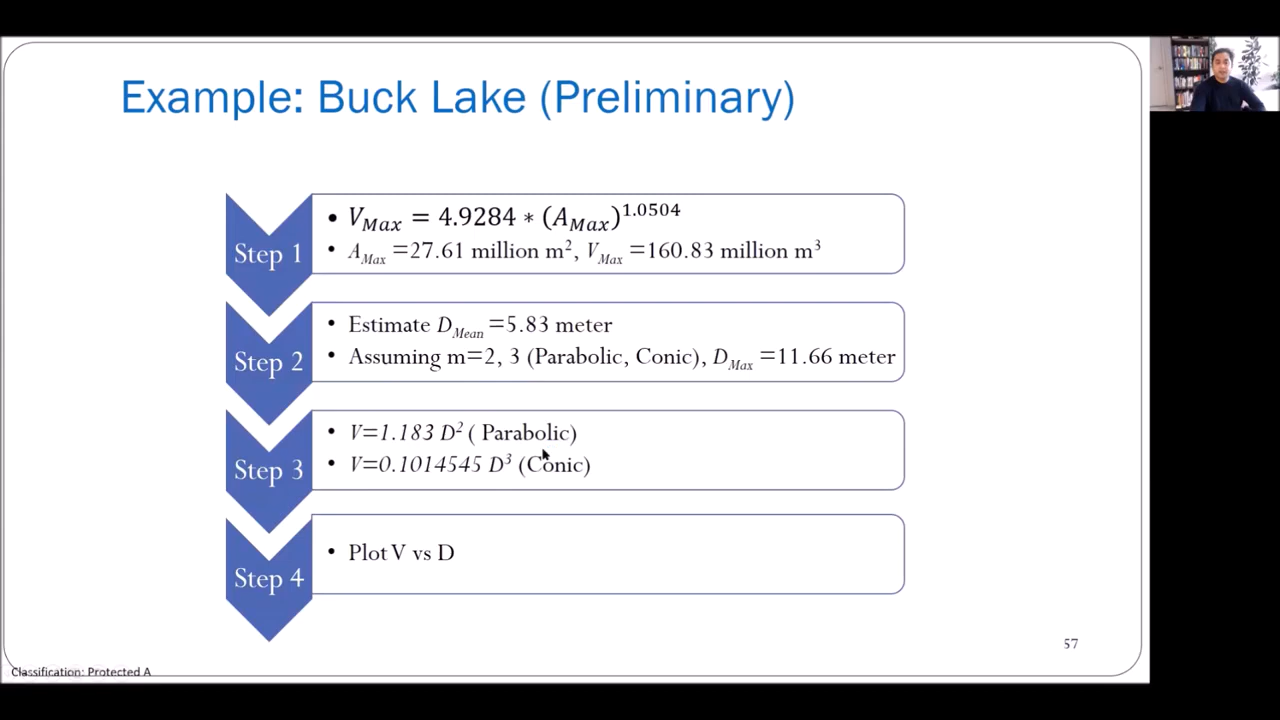 Example: Buck Lake (Preliminary)
Step 1
• V_Max = 4.9284 ∗ (A_Max)^1.0504
• A_Max =27.61 million m², V_Max =160.83 million m³
Step 2
• Estimate D_Mean =5.83 meter
• Assuming m=2, 3 (Parabolic, Conic), D_Max =11.66 meter
Step 3
• V=1.183 D² ( Parabolic)
• V=0.1014545 D³ (Conic)
Step 4
• Plot V vs D
57
Classification: Protected A